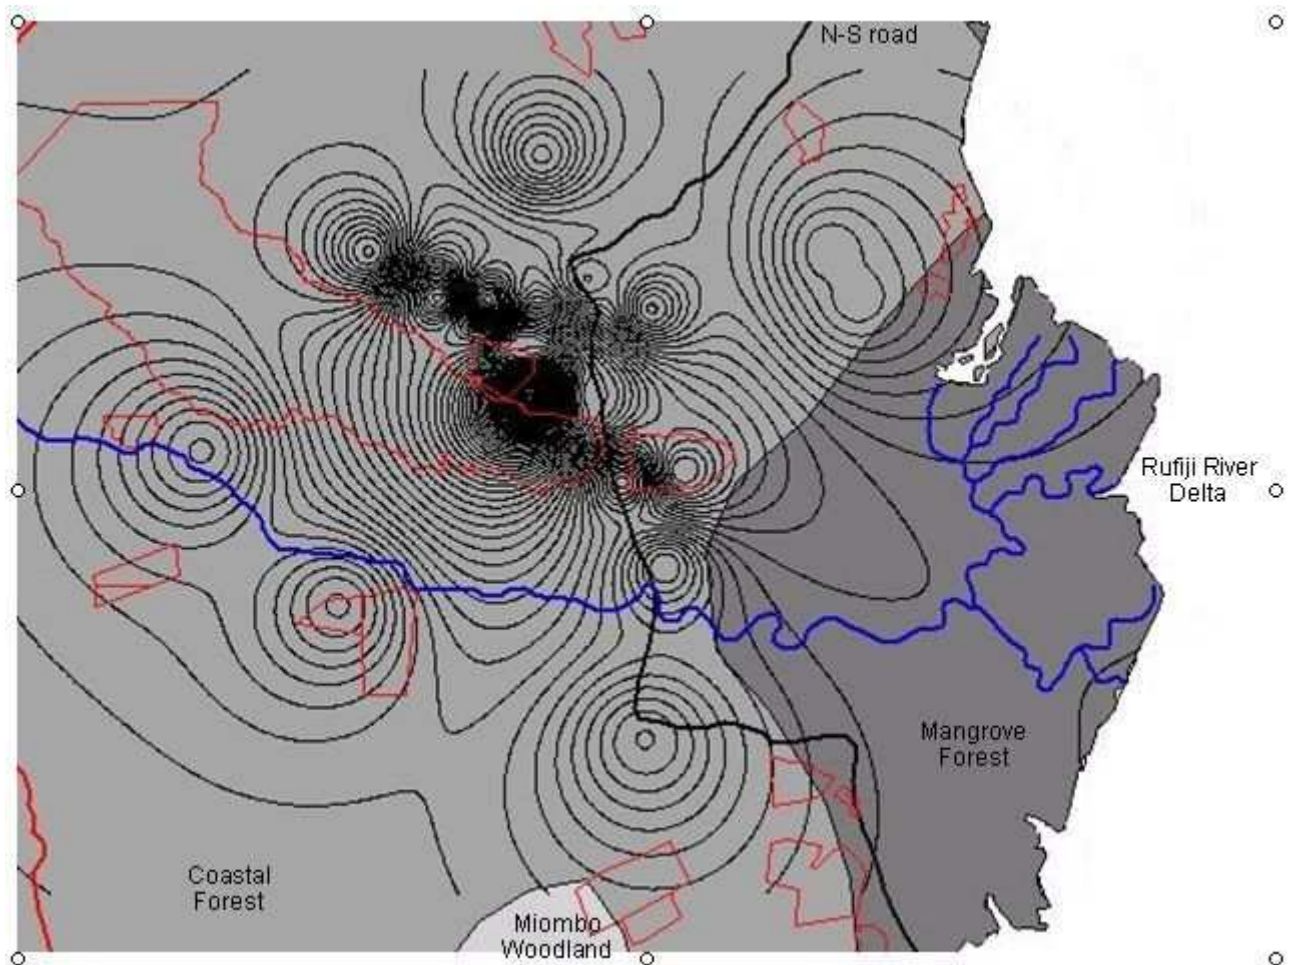 N-S road
Rufiji River
Delta
Mangrove
Forest
Coastal
Forest
Miombo
Woodland